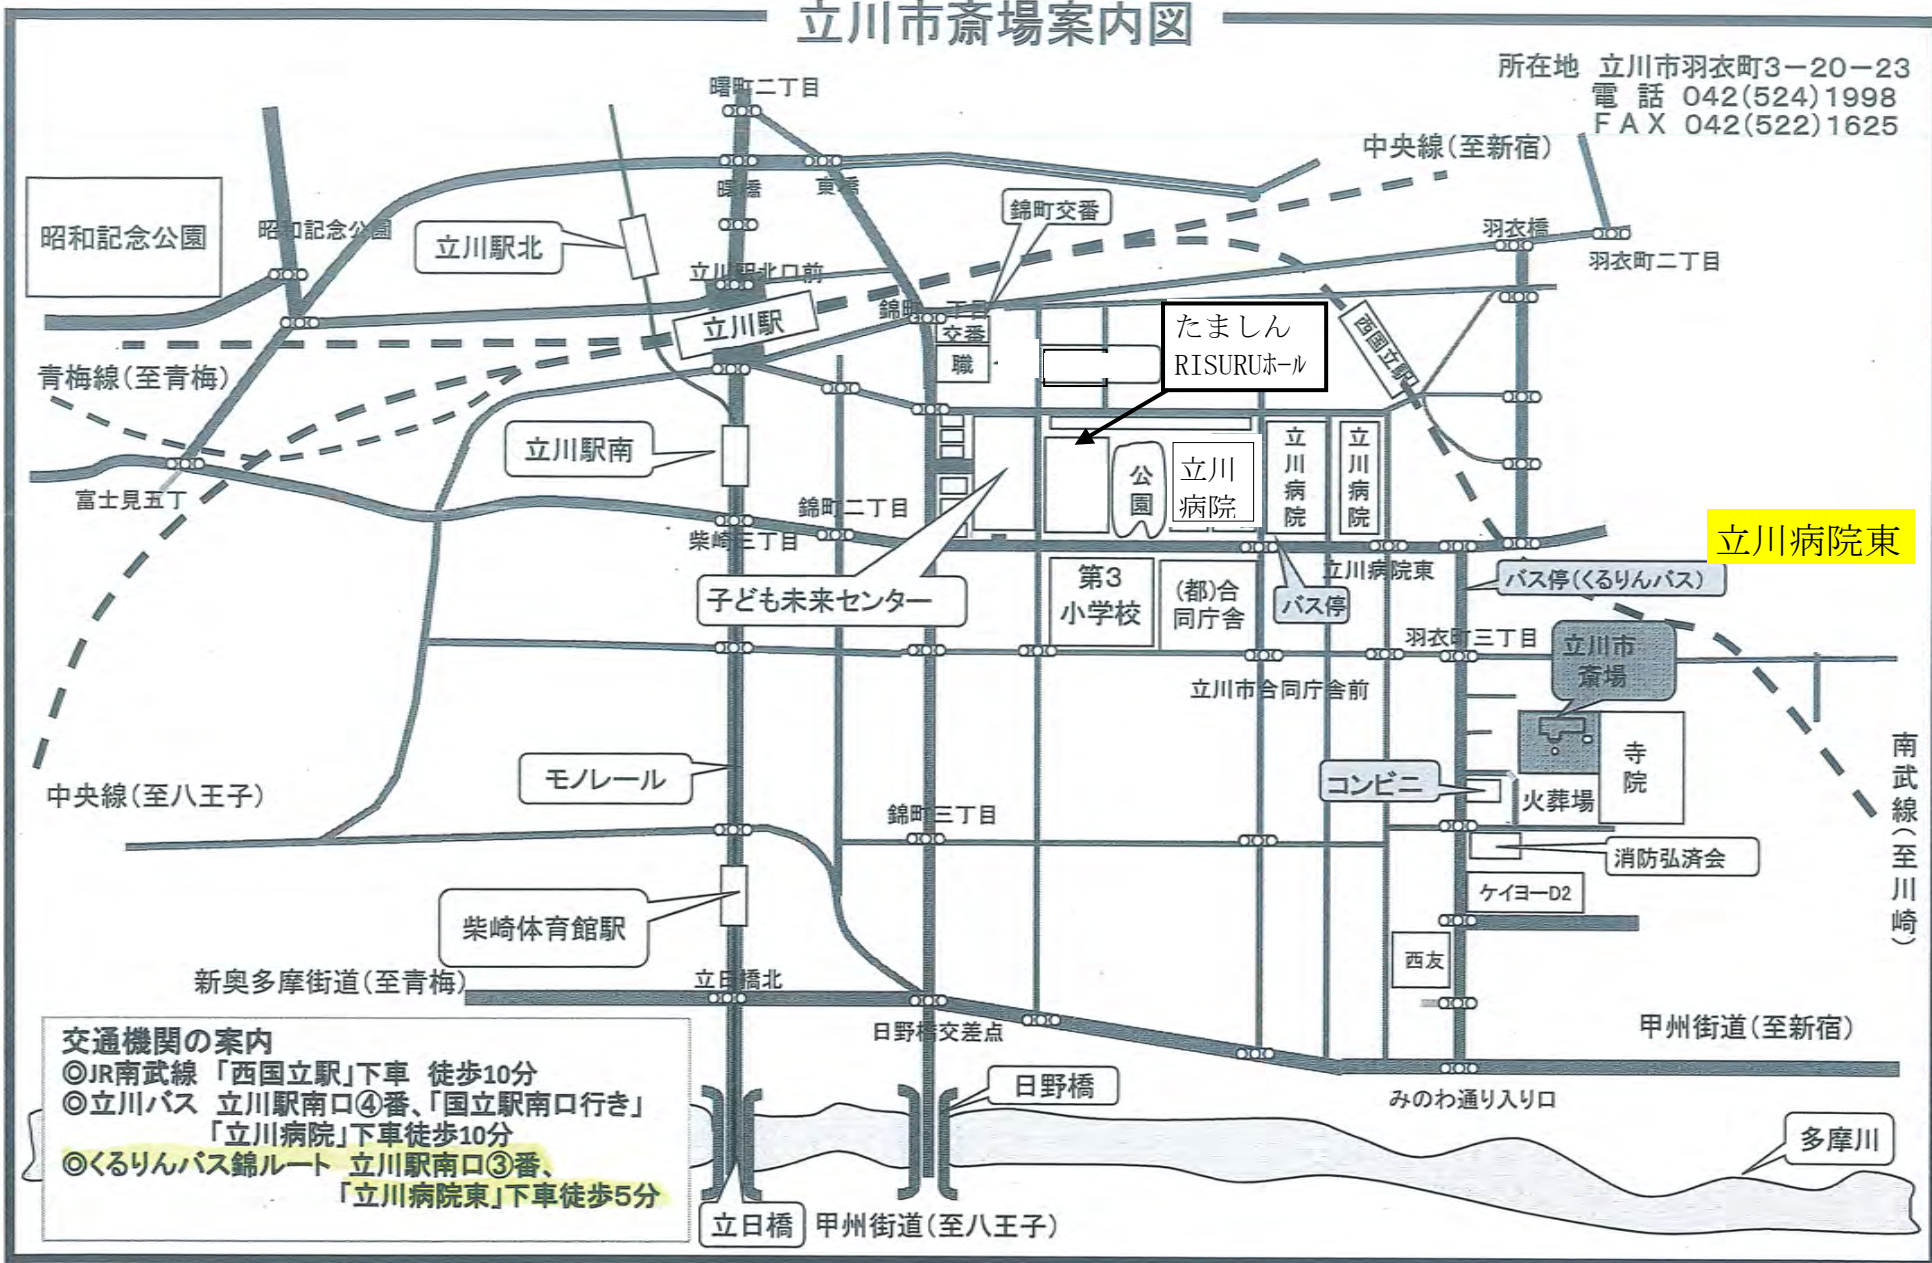 立川市斎場案内図
所在地 立川市羽衣町3-20-23
電話 042(524)1998
FAX 042(522)1625
曙町二丁目
中央線(至新宿)
曙橋
東橋
錦町交番
昭和記念公園
昭和記念公園
立川駅北
羽衣橋
羽衣町二丁目
立川駅北口前
立川駅
錦町一丁目
交番
職
たましん
RISURUホール
西国立駅
青梅線(至青梅)
立川駅南
公園
立川
病院
立川病院
立川病院
富士見五丁
錦町二丁目
柴崎三丁目
立川病院東
立川病院東
バス停(くるりんバス)
子ども未来センター
第3
小学校
(都)合
同庁舎
バス停
羽衣町三丁目
立川市
斎場
立川市合同庁舎前
南武線(至川崎)
中央線(至八王子)
モノレール
コンビニ
火葬場
寺院
錦町三丁目
消防弘済会
ケイヨーD2
柴崎体育館駅
西友
新奥多摩街道(至青梅)
立日橋北
日野橋交差点
甲州街道(至新宿)
みのわ通り入り口
日野橋
多摩川
交通機関の案内
◎JR南武線 「西国立駅」下車 徒歩10分
◎立川バス 立川駅南口④番、「国立駅南口行き」
「立川病院」下車徒歩10分
◎くるりんバス錦ルート 立川駅南口③番、
「立川病院東」下車徒歩5分
立日橋
甲州街道(至八王子)